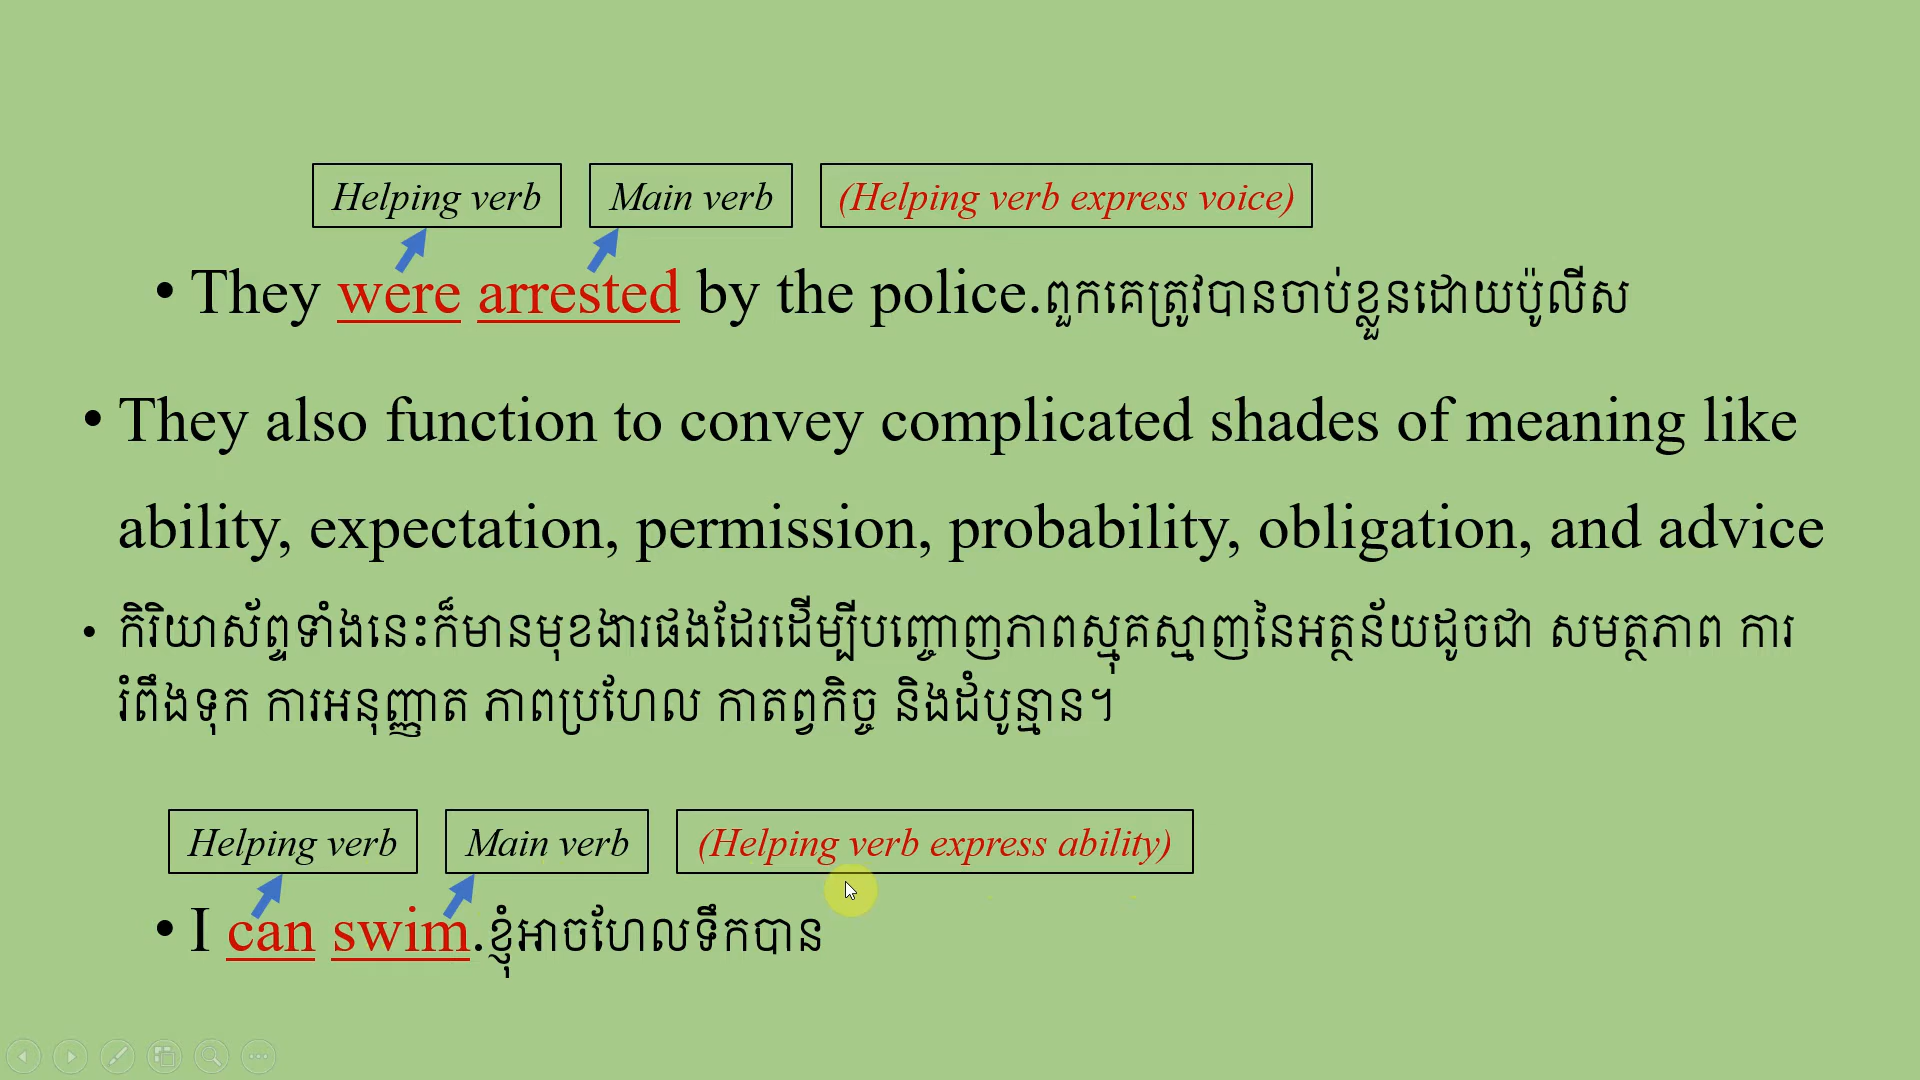 Helping verb Main verb (Helping verb express voice)
• They were arrested by the police.ពួកគេត្រូវបានចាប់ខ្លួនដោយប៉ូលីស
• They also function to convey complicated shades of meaning like
ability, expectation, permission, probability, obligation, and advice
• កិរិយាស័ព្ទទាំងនេះក៏មានមុខងារផងដែរដើម្បីបញ្ចោញភាពស្មុគស្មាញនៃអត្ថន័យដូចជា សមត្ថភាព ការ
រំពឹងទុក ការអនុញ្ញាត ភាពប្រហែល កាតព្វកិច្ច និងដំបូន្មាន។
Helping verb Main verb (Helping verb express ability)
• I can swim.ខ្ញុំអាចហែលទឹកបាន